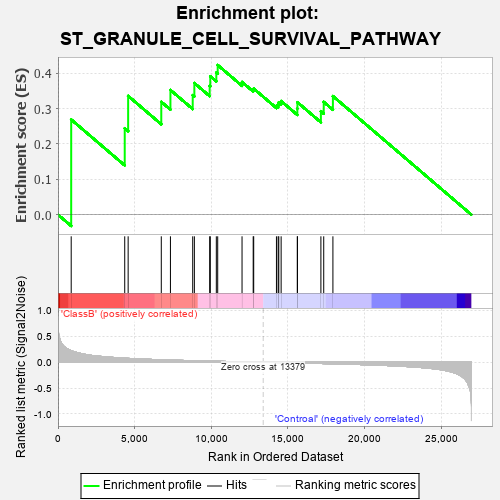 Enrichment plot:
ST_GRANULE_CELL_SURVIVAL_PATHWAY
Enrichment score (ES)
0.4
0.3
0.2
0.1
0.0
Ranked list metric (Signal2Noise)
1.0
0.5
0.0
-0.5
-1.0
'ClassB' (positively correlated)
Zero cross at 13379
'Controal' (negatively correlated)
0
5,000
10,000
15,000
20,000
25,000
Rank in Ordered Dataset
Enrichment profile
Hits
Ranking metric scores